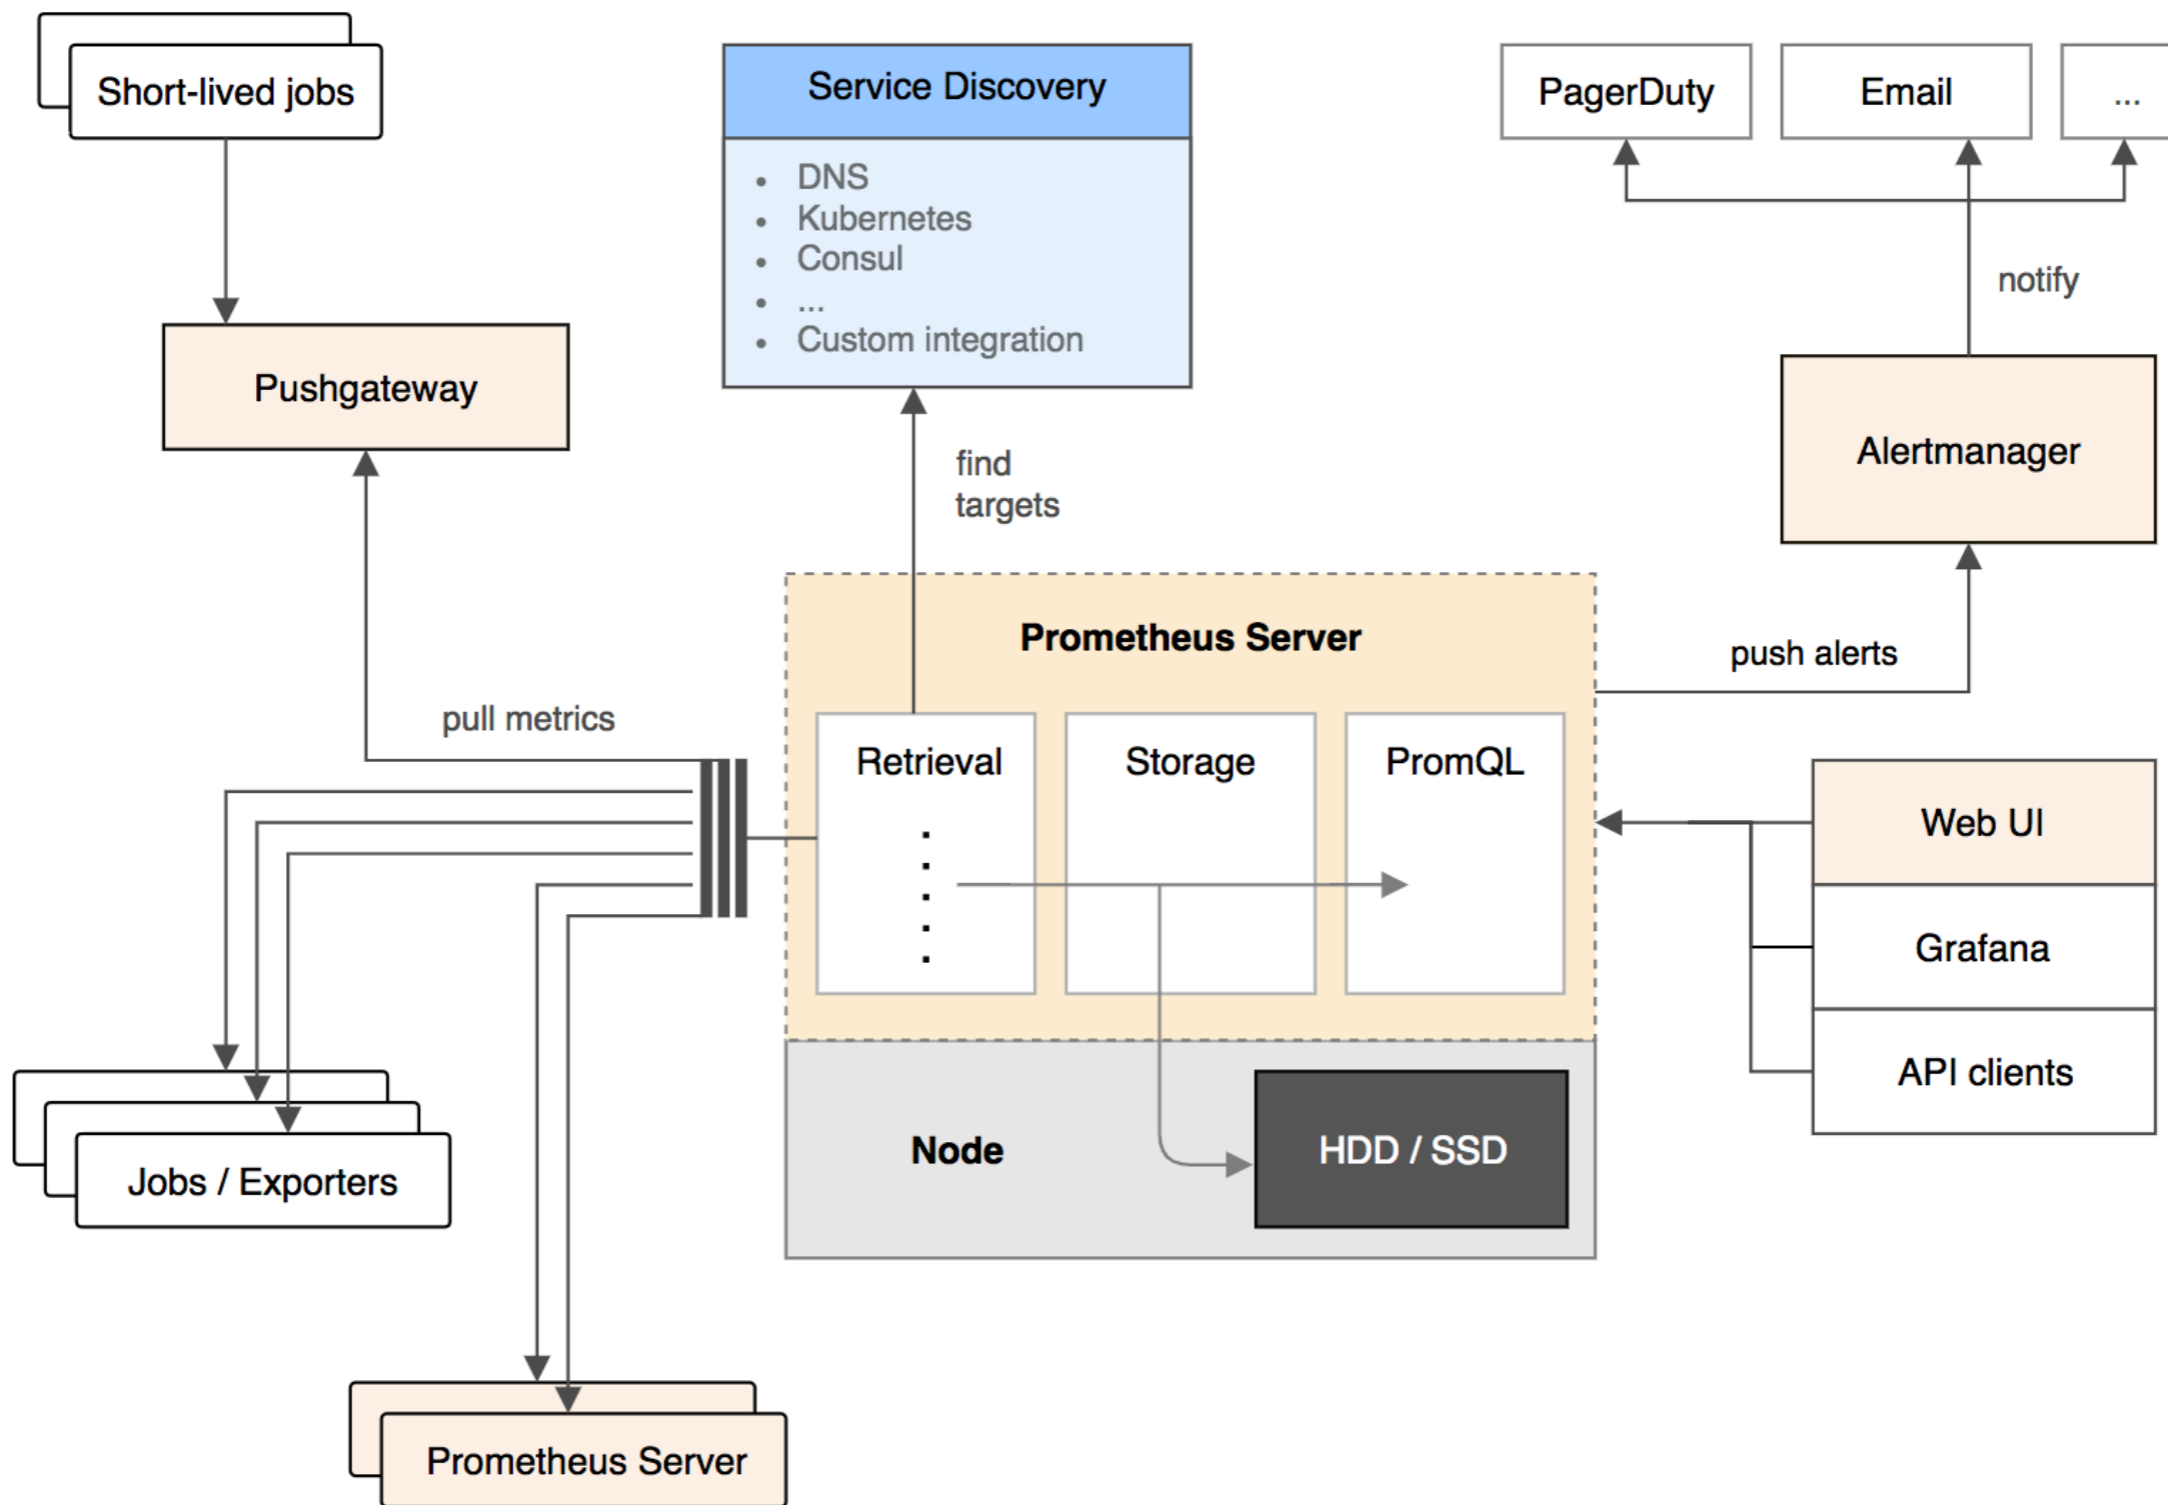 Short-lived jobs
Service Discovery
PagerDuty
Email
...
DNS
Kubernetes
Consul
...
Custom integration
notify
Pushgateway
Alertmanager
find
targets
Prometheus Server
push alerts
pull metrics
Retrieval
Storage
PromQL
Web UI
Grafana
API clients
Node
HDD / SSD
Jobs / Exporters
Prometheus Server